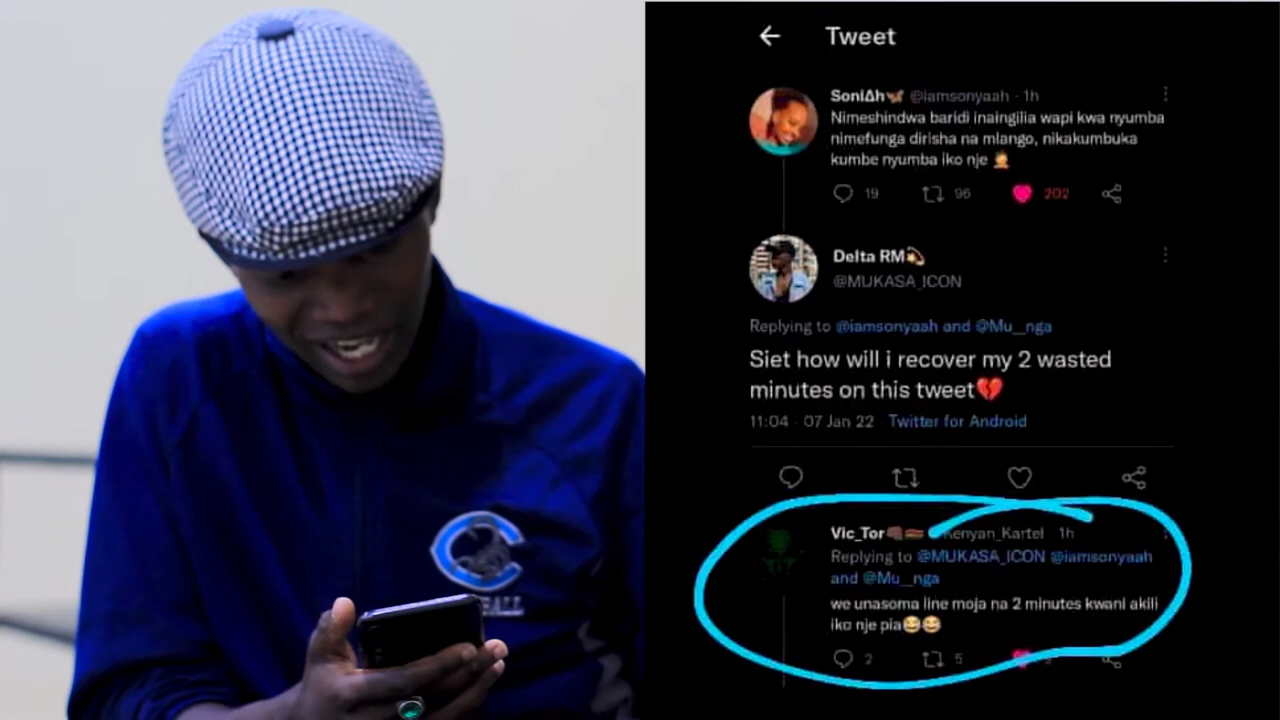 Tweet
Soni∆h🦋 @iamsonyaah · 1h
Nimeshindwa baridi inaingilia wapi kwa nyumba
nimefunga dirisha na mlango, nikakumbuka
kumbe nyumba iko nje 🤦
19 96 202
Delta RM💫
@MUKASA_ICON
Replying to @iamsonyaah and @Mu__nga
Siet how will i recover my 2 wasted
minutes on this tweet💔
11:04 · 07 Jan 22 Twitter for Android
Vic_Tor enyan_Kartel 1h
Replying to @MUKASA_ICON @iamsonyaah
and @Mu__nga
we unasoma line moja na 2 minutes kwani akili
iko nje pia😂😂
2 5
C